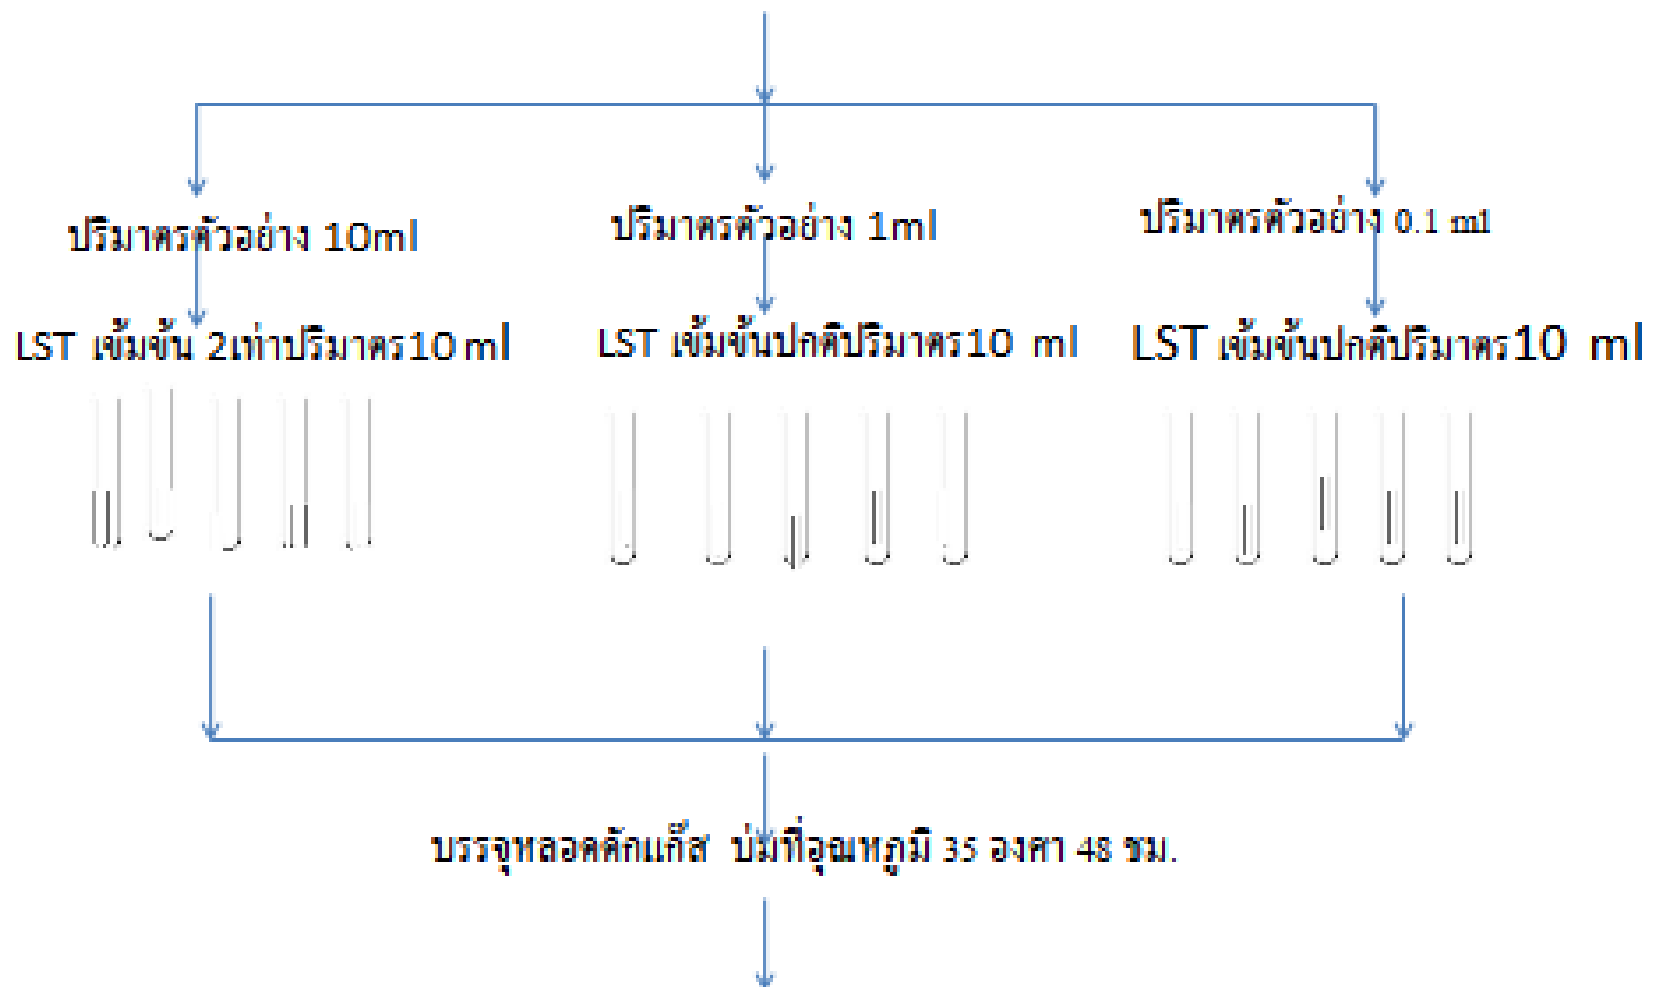 ปริมาตรตัวอย่าง 10ml
ปริมาตรตัวอย่าง 1ml
ปริมาตรตัวอย่าง 0.1 ml
LST เข้มข้น 2เท่าปริมาตร10 ml
LST เข้มข้นปกติปริมาตร10 ml
LST เข้มข้นปกติปริมาตร10 ml
บรรจุหลอดดักแก๊ส บ่มที่อุณหภูมิ 35 องศา 48 ชม.